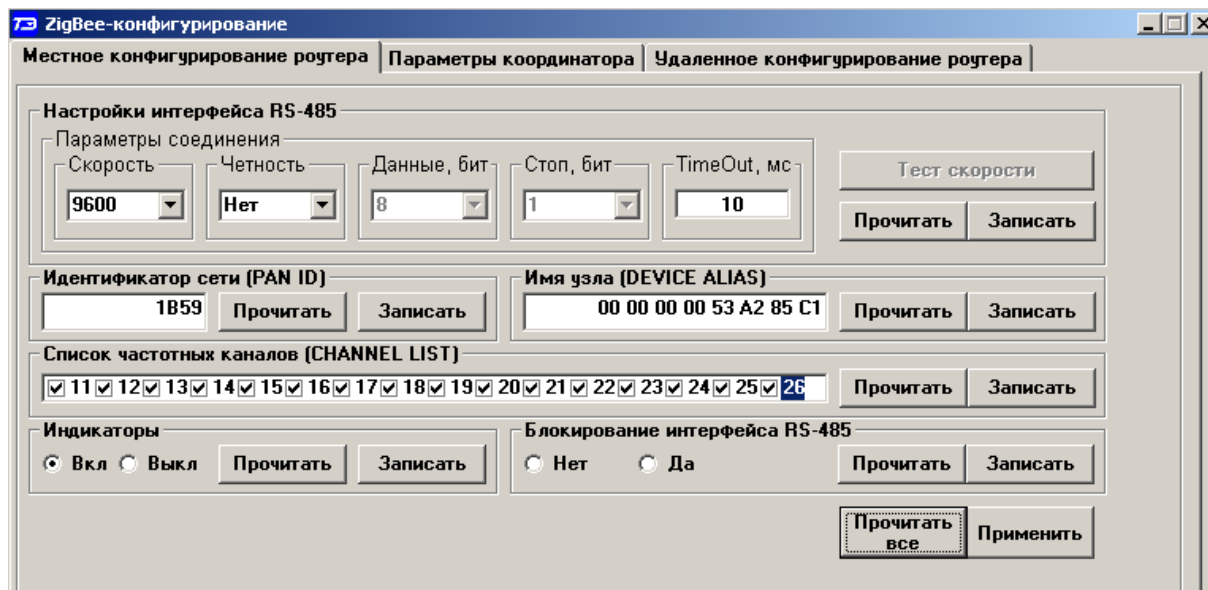 ZigBee-конфигурирование
Местное конфигурирование роутера Параметры координатора Удаленное конфигурирование роутера
Настройки интерфейса RS-485
Параметры соединения
Скорость Четность Данные, бит Стоп, бит TimeOut, мс
Тест скорости
9600 Нет 8 1 10
Прочитать Записать
Идентификатор сети (PAN ID) Имя узла (DEVICE ALIAS)
1B59 Прочитать Записать 00 00 00 00 53 A2 85 C1 Прочитать Записать
Список частотных каналов (CHANNEL LIST)
11 12 13 14 15 16 17 18 19 20 21 22 23 24 25 26 Прочитать Записать
Индикаторы Блокирование интерфейса RS-485
Вкл Выкл Прочитать Записать Нет Да Прочитать Записать
Прочитать все Применить